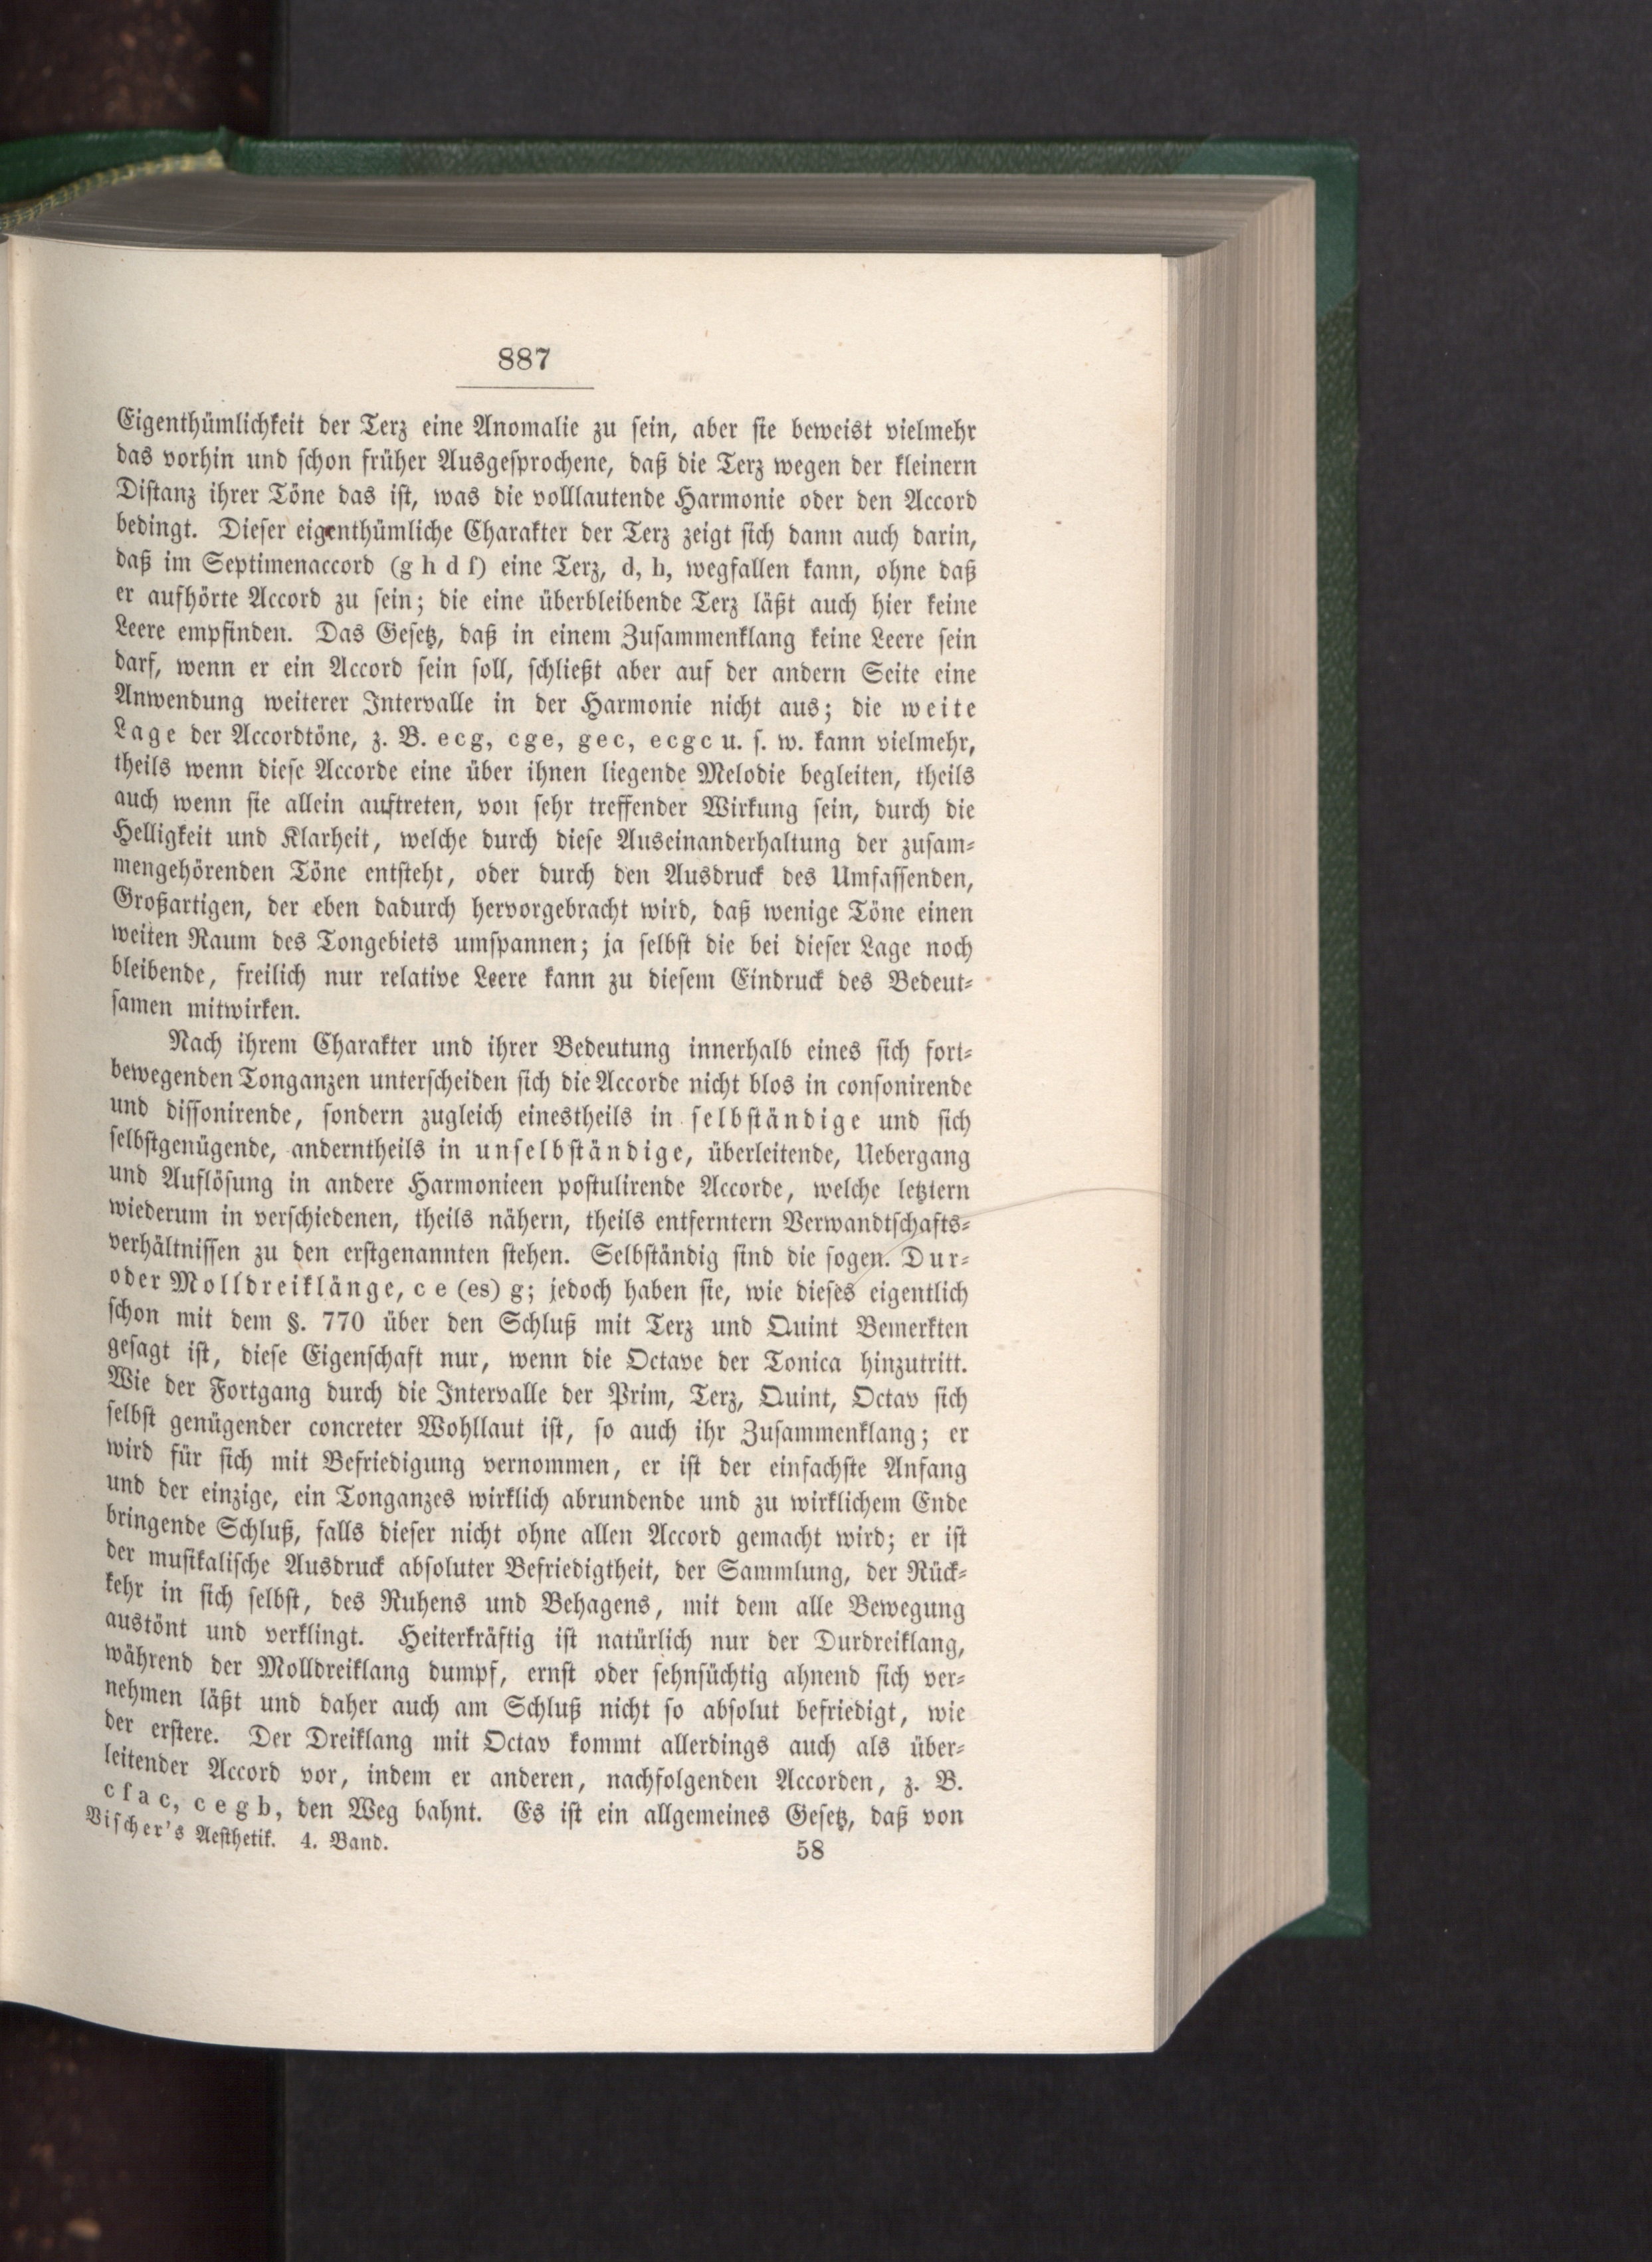 887
Eigenthümlichkeit der Terz eine Anomalie zu sein, aber sie beweist vielmehr
das vorhin und schon früher Ausgesprochene, daß die Terz wegen der kleinern
Distanz ihrer Töne das ist, was die volllautende Harmonie oder den Accord
bedingt. Dieser eigenthümliche Charakter der Terz zeigt sich dann auch darin,
daß im Septimenaccord (g h d f) eine Terz, d, h, wegfallen kann, ohne daß
er aufhörte Accord zu sein; die eine überbleibende Terz läßt auch hier keine
Leere empfinden. Das Gesetz, daß in einem Zusammenklang keine Leere sein
darf, wenn er ein Accord sein soll, schließt aber auf der andern Seite eine
Anwendung weiterer Intervalle in der Harmonie nicht aus; die weite
Lage der Accordtöne, z. B. ecg, cge, gec, ecgc u. s. w. kann vielmehr,
theils wenn diese Accorde eine über ihnen liegende Melodie begleiten, theils
auch wenn sie allein auftreten, von sehr treffender Wirkung sein, durch die
Helligkeit und Klarheit, welche durch diese Auseinanderhaltung der zusam-
mengehörenden Töne entsteht, oder durch den Ausdruck des Umfassenden,
Großartigen, der eben dadurch hervorgebracht wird, daß wenige Töne einen
weiten Raum des Tongebiets umspannen; ja selbst die bei dieser Lage noch
bleibende, freilich nur relative Leere kann zu diesem Eindruck des Bedeut-
samen mitwirken.
Nach ihrem Charakter und ihrer Bedeutung innerhalb eines sich fort-
bewegenden Tonganzen unterscheiden sich die Accorde nicht blos in consonirende
und dissonirende, sondern zugleich einestheils in selbständige und sich
selbstgenügende, anderntheils in unselbständige, überleitende, Uebergang
und Auflösung in andere Harmonieen postulirende Accorde, welche letztern
wiederum in verschiedenen, theils nähern, theils entferntern Verwandtschafts-
verhältnissen zu den erstgenannten stehen. Selbständig sind die sogen. Dur-
oder Molldreiklänge, c e (es) g; jedoch haben sie, wie dieses eigentlich
schon mit dem §. 770 über den Schluß mit Terz und Quint Bemerkten
gesagt ist, diese Eigenschaft nur, wenn die Octave der Tonica hinzutritt.
Wie der Fortgang durch die Intervalle der Prim, Terz, Quint, Octav sich
selbst genügender concreter Wohllaut ist, so auch ihr Zusammenklang; er
wird für sich mit Befriedigung vernommen, er ist der einfachste Anfang
und der einzige, ein Tonganzes wirklich abrundende und zu wirklichem Ende
bringende Schluß, falls dieser nicht ohne allen Accord gemacht wird; er ist
der musikalische Ausdruck absoluter Befriedigtheit, der Sammlung, der Rück-
kehr in sich selbst, des Ruhens und Behagens, mit dem alle Bewegung
austönt und verklingt. Heiterkräftig ist natürlich nur der Durdreiklang,
während der Molldreiklang dumpf, ernst oder sehnsüchtig ahnend sich ver-
nehmen läßt und daher auch am Schluß nicht so absolut befriedigt, wie
der erstere. Der Dreiklang mit Octav kommt allerdings auch als über-
leitender Accord vor, indem er anderen, nachfolgenden Accorden, z. B.
c f a c, c e g b, den Weg bahnt. Es ist ein allgemeines Gesetz, daß von
Vischer's Aesthetik. 4. Band. 58